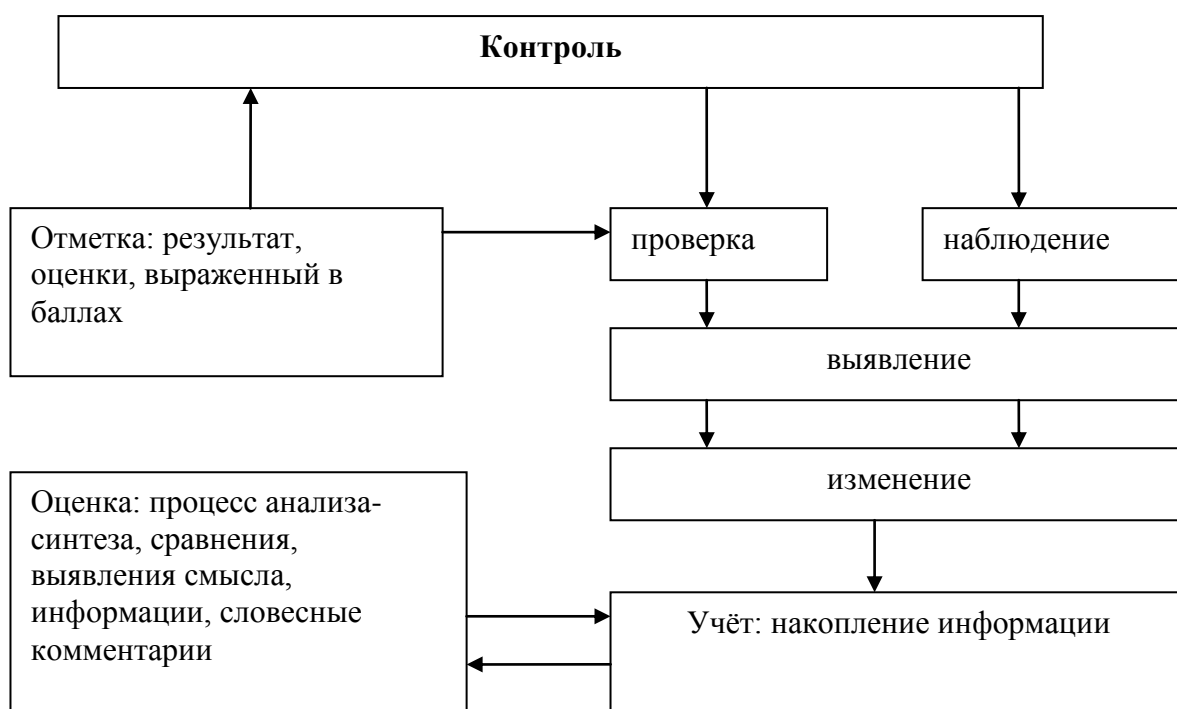 Контроль
Отметка: результат,
оценки, выраженный в
баллах
проверка
наблюдение
выявление
изменение
Оценка: процесс анализа-
синтеза, сравнения,
выявления смысла,
информации, словесные
комментарии
Учёт: накопление информации